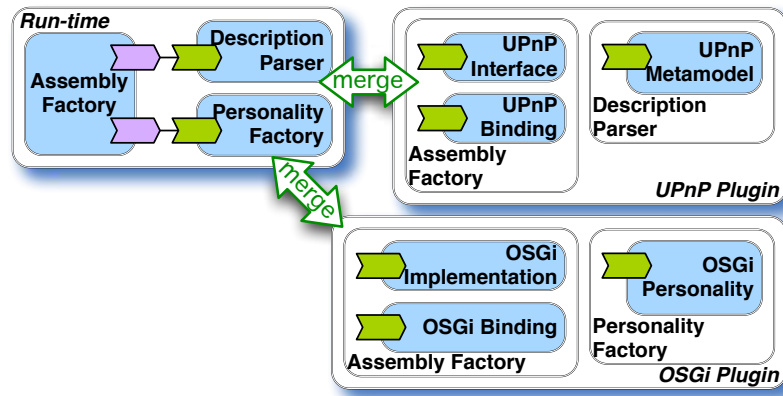 Run-time
Assembly
Factory
Description
Parser
Personality
Factory
merge
merge
UPnP
Interface
UPnP
Binding
Assembly
Factory
UPnP
Metamodel
Description
Parser
UPnP Plugin
OSGi
Implementation
OSGi Binding
Assembly Factory
OSGi
Personality
Personality
Factory
OSGi Plugin